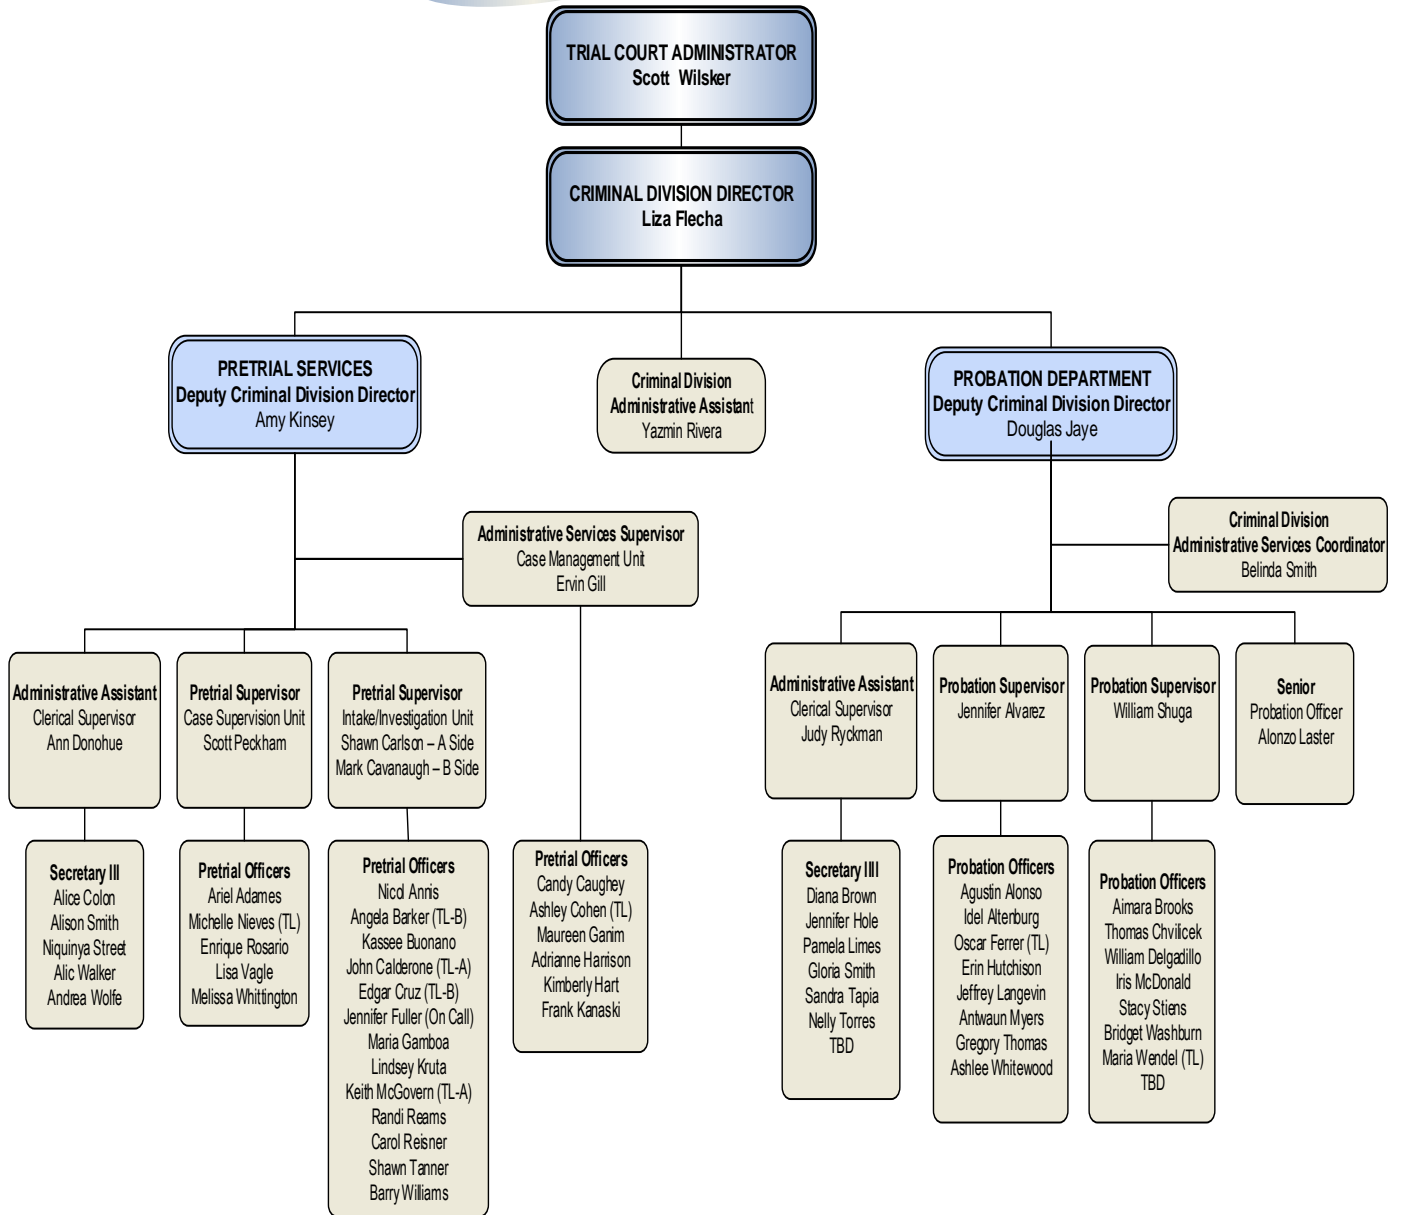 TRIAL COURT ADMINISTRATOR
Scott Wilsker
CRIMINAL DIVISION DIRECTOR
Liza Flecha
PRETRIAL SERVICES
Deputy Criminal Division Director
Amy Kinsey
Criminal Division
Administrative Assistant
Yazmin Rivera
PROBATION DEPARTMENT
Deputy Criminal Division Director
Douglas Jaye
Administrative Services Supervisor
Case Management Unit
Ervin Gill
Criminal Division
Administrative Services Coordinator
Belinda Smith
Administrative Assistant
Clerical Supervisor
Ann Donohue
Pretrial Supervisor
Case Supervision Unit
Scott Peckham
Pretrial Supervisor
Intake/Investigation Unit
Shawn Carlson – A Side
Mark Cavanaugh – B Side
Administrative Assistant
Clerical Supervisor
Judy Ryckman
Probation Supervisor
Jennifer Alvarez
Probation Supervisor
William Shuga
Senior
Probation Officer
Alonzo Laster
Secretary III
Alice Colon
Alison Smith
Niquinya Street
Alic Walker
Andrea Wolfe
Pretrial Officers
Ariel Adames
Michelle Nieves (TL)
Enrique Rosario
Lisa Vagle
Melissa Whittington
Pretrial Officers
Nicol Annis
Angela Barker (TL-B)
Kassee Buonano
John Calderone (TL-A)
Edgar Cruz (TL-B)
Jennifer Fuller (On Call)
Maria Gamboa
Lindsey Kruta
Keith McGovern (TL-A)
Randi Reams
Carol Reisner
Shawn Tanner
Barry Williams
Pretrial Officers
Candy Caughey
Ashley Cohen (TL)
Maureen Ganim
Adrianne Harrison
Kimberly Hart
Frank Kanaski
Secretary IIII
Diana Brown
Jennifer Hole
Pamela Limes
Gloria Smith
Sandra Tapia
Nelly Torres
TBD
Probation Officers
Agustin Alonso
Idel Altenburg
Oscar Ferrer (TL)
Erin Hutchison
Jeffrey Langevin
Antwaun Myers
Gregory Thomas
Ashlee Whitewood
Probation Officers
Aimara Brooks
Thomas Chvilicek
William Delgadillo
Iris McDonald
Stacy Stiens
Bridget Washburn
Maria Wendel (TL)
TBD